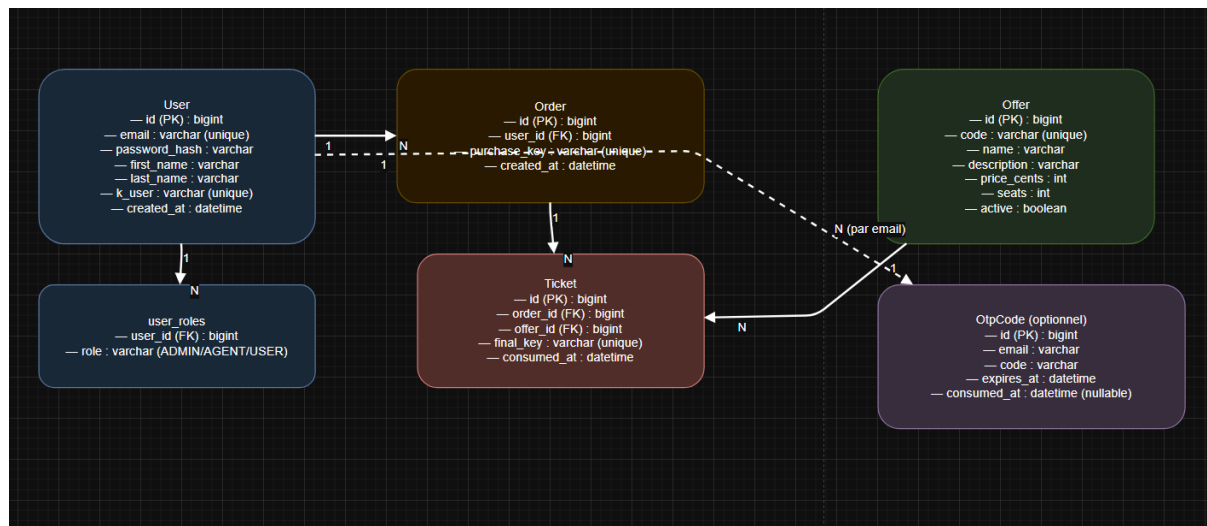 User
— id (PK) : bigint
— email : varchar (unique)
— password_hash : varchar
— first_name : varchar
— last_name : varchar
— k_user : varchar (unique)
— created_at : datetime
1
N
1
Order
— id (PK) : bigint
— user_id (FK) : bigint
— purchase_key : varchar (unique)
— created_at : datetime
Offer
— id (PK) : bigint
— code : varchar (unique)
— name : varchar
— description : varchar
— price_cents : int
— seats : int
— active : boolean
1
N
user_roles
— user_id (FK) : bigint
— role : varchar (ADMIN/AGENT/USER)
1
N
Ticket
— id (PK) : bigint
— order_id (FK) : bigint
— offer_id (FK) : bigint
— final_key : varchar (unique)
— consumed_at : datetime
N (par email)
1
N
OtpCode (optionnel)
— id (PK) : bigint
— email : varchar
— code : varchar
— expires_at : datetime
— consumed_at : datetime (nullable)